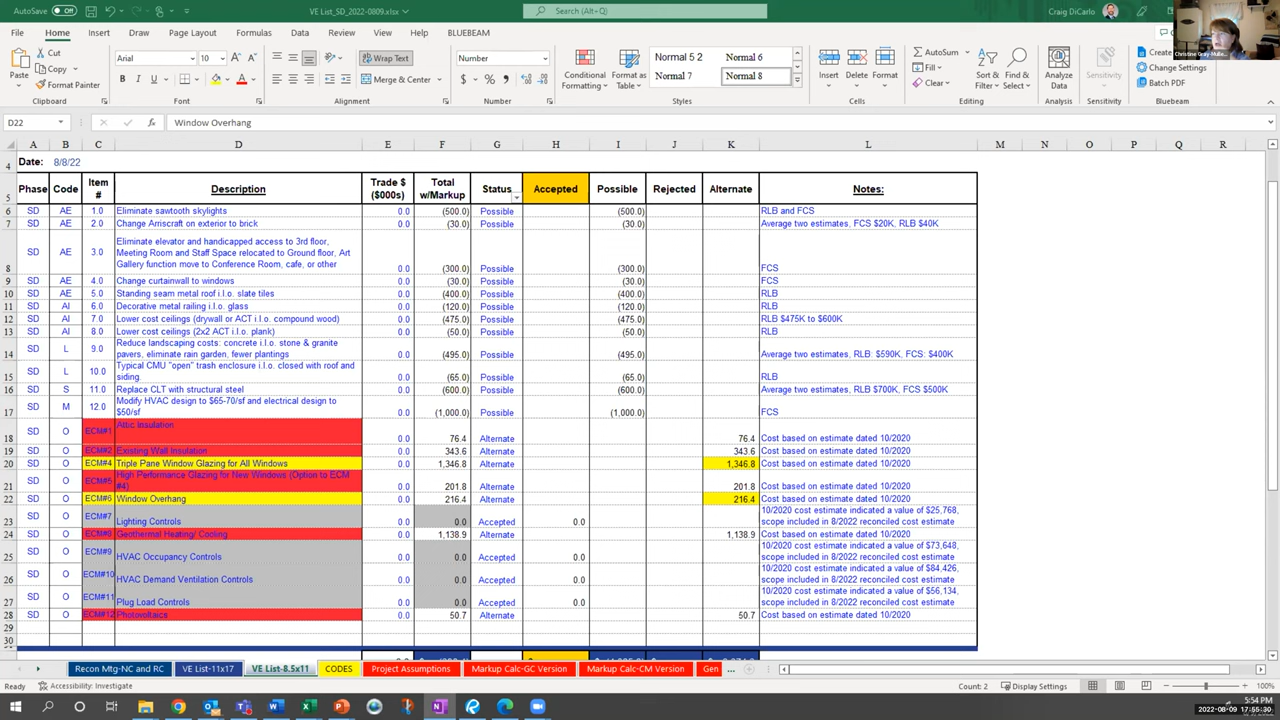 AutoSave Off VE List_SD_2022-0809.xlsx Search (Alt+Q) Craig DiCarlo
File Home Insert Draw Page Layout Formulas Data Review View Help BLUEBEAM
Paste Cut Copy Format Painter Clipboard
Arial 10 B I U A Font
Wrap Text Merge & Center Alignment
Number $ % Number
Conditional Formatting Format as Table Normal 5 2 Normal 6 Normal 7 Normal 8 Styles
Insert Delete Format Cells
AutoSum Fill Clear Sort & Filter Find & Select Editing
Analyze Data Analysis Sensitivity Sensitivity
Change Settings Batch PDF Bluebeam
D22 fx Window Overhang
A B C D E F G H I J K L M N O P Q R
4 Date: 8/8/22
5 Phase Code Item # Description Trade $ ($000s) Total w/Markup Status Accepted Possible Rejected Alternate Notes:
6 SD AE 1.0 Eliminate sawtooth skylights 0.0 (500.0) Possible (500.0) RLB and FCS
7 SD AE 2.0 Change Arriscraft on exterior to brick 0.0 (30.0) Possible (30.0) Average two estimates, FCS $20K, RLB $40K
8 SD AE 3.0 Eliminate elevator and handicapped access to 3rd floor,
Meeting Room and Staff Space relocated to Ground floor, Art
Gallery function move to Conference Room, cafe, or other 0.0 (300.0) Possible (300.0) FCS
9 SD AE 4.0 Change curtainwall to windows 0.0 (30.0) Possible (30.0) FCS
10 SD AE 5.0 Standing seam metal roof i.l.o. slate tiles 0.0 (400.0) Possible (400.0) RLB
11 SD AI 6.0 Decorative metal railing i.l.o. glass 0.0 (120.0) Possible (120.0) RLB
12 SD AI 7.0 Lower cost ceilings (drywall or ACT i.l.o. compound wood) 0.0 (475.0) Possible (475.0) RLB $475K to $600K
13 SD AI 8.0 Lower cost ceilings (2x2 ACT i.l.o. plank) 0.0 (50.0) Possible (50.0) RLB
14 SD L 9.0 Reduce landscaping costs: concrete i.l.o. stone & granite
pavers, eliminate rain garden, fewer plantings 0.0 (495.0) Possible (495.0) Average two estimates, RLB: $590K, FCS: $400K
15 SD L 10.0 Typical CMU "open" trash enclosure i.l.o. closed with roof and
siding. 0.0 (65.0) Possible (65.0) RLB
16 SD S 11.0 Replace CLT with structural steel 0.0 (600.0) Possible (600.0) Average two estimates, RLB $700K, FCS $500K
17 SD M 12.0 Modify HVAC design to $65-70/sf and electrical design to
$50/sf 0.0 (1,000.0) Possible (1,000.0) FCS
18 SD O ECM#1 Attic Insulation 0.0 76.4 Alternate 76.4 Cost based on estimate dated 10/2020
19 SD O ECM#2 Existing Wall Insulation 0.0 343.6 Alternate 343.6 Cost based on estimate dated 10/2020
20 SD O ECM#4 Triple Pane Window Glazing for All Windows 0.0 1,346.8 Alternate 1,346.8 Cost based on estimate dated 10/2020
21 SD O ECM#5 High Performance Glazing for New Windows (Option to ECM
#4) 0.0 201.8 Alternate 201.8 Cost based on estimate dated 10/2020
22 SD O ECM#6 Window Overhang 0.0 216.4 Alternate 216.4 Cost based on estimate dated 10/2020
23 SD O ECM#7 Lighting Controls 0.0 0.0 Accepted 0.0 10/2020 cost estimate indicated a value of $25,768,
scope included in 8/2022 reconciled cost estimate
24 SD O ECM#8 Geothermal Heating/ Cooling 0.0 1,138.9 Alternate 1,138.9 Cost based on estimate dated 10/2020
25 SD O ECM#9 HVAC Occupancy Controls 0.0 0.0 Accepted 0.0 10/2020 cost estimate indicated a value of $73,648,
scope included in 8/2022 reconciled cost estimate
26 SD O ECM#10 HVAC Demand Ventilation Controls 0.0 0.0 Accepted 0.0 10/2020 cost estimate indicated a value of $84,426,
scope included in 8/2022 reconciled cost estimate
27 SD O ECM#11 Plug Load Controls 0.0 0.0 Accepted 0.0 10/2020 cost estimate indicated a value of $56,134,
scope included in 8/2022 reconciled cost estimate
28 SD O ECM#12 Photovoltaics 0.0 50.7 Alternate 50.7 Cost based on estimate dated 10/2020
29
30
Recon Mtg-NC and RC VE List-11x17 VE List-8.5x11 CODES Project Assumptions Markup Calc-GC Version Markup Calc-CM Version Gen ...
Ready Accessibility: Investigate Count: 2 Display Settings 100%
5:54 PM
2022-08-09 17:55:30